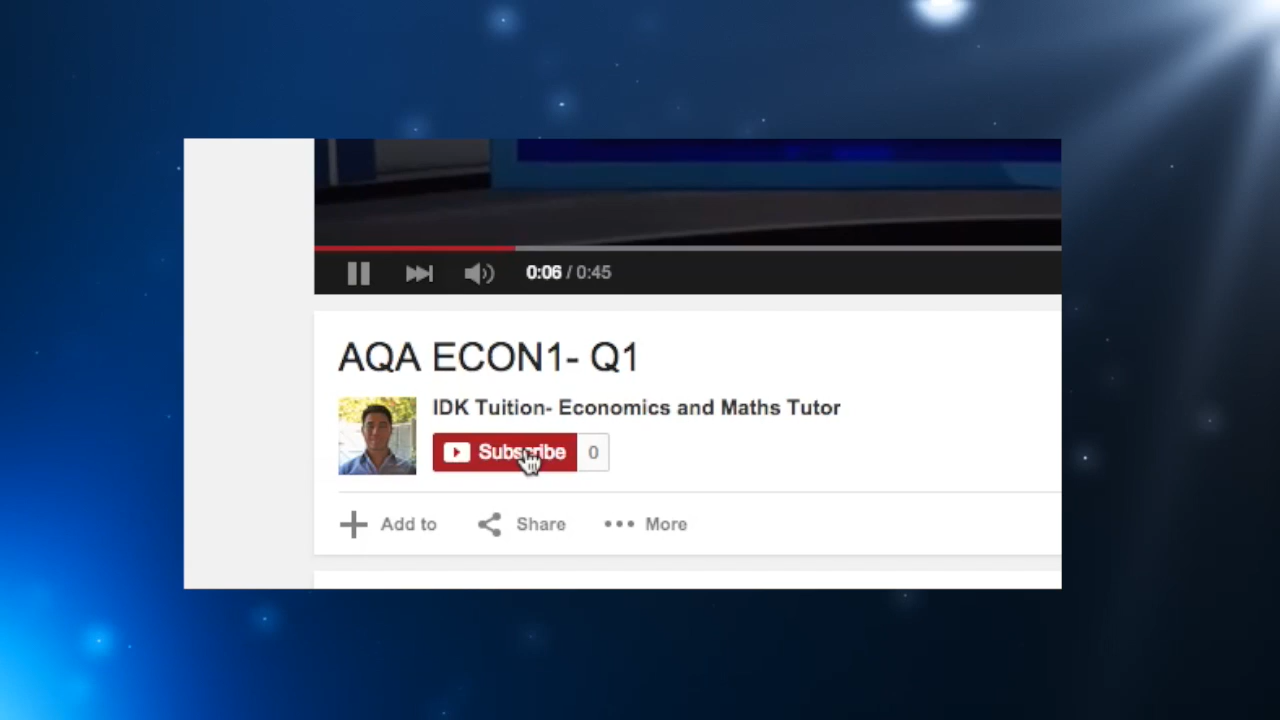 0:06 / 0:45
AQA ECON1- Q1
IDK Tuition- Economics and Maths Tutor
Subscribe 0
Add to Share More